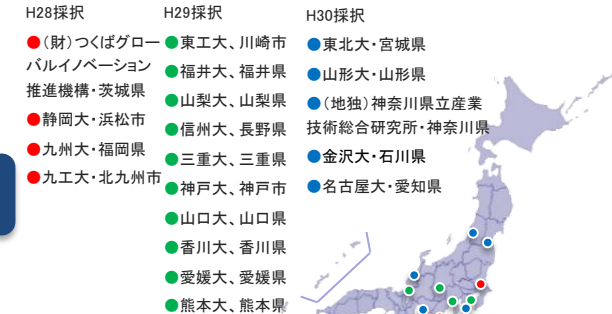 H28採択
●(財)つくばグロー
バルイノベーション
推進機構・茨城県
●静岡大・浜松市
●九州大・福岡県
●九工大・北九州市
H29採択
●東工大、川崎市
●福井大、福井県
●山梨大、山梨県
●信州大、長野県
●三重大、三重県
●神戸大、神戸市
●山口大、山口県
●香川大、香川県
●愛媛大、愛媛県
●熊本大、熊本県
H30採択
●東北大・宮城県
●山形大・山形県
●(地独)神奈川県立産業
技術総合研究所・神奈川県
●金沢大・石川県
●名古屋大・愛知県